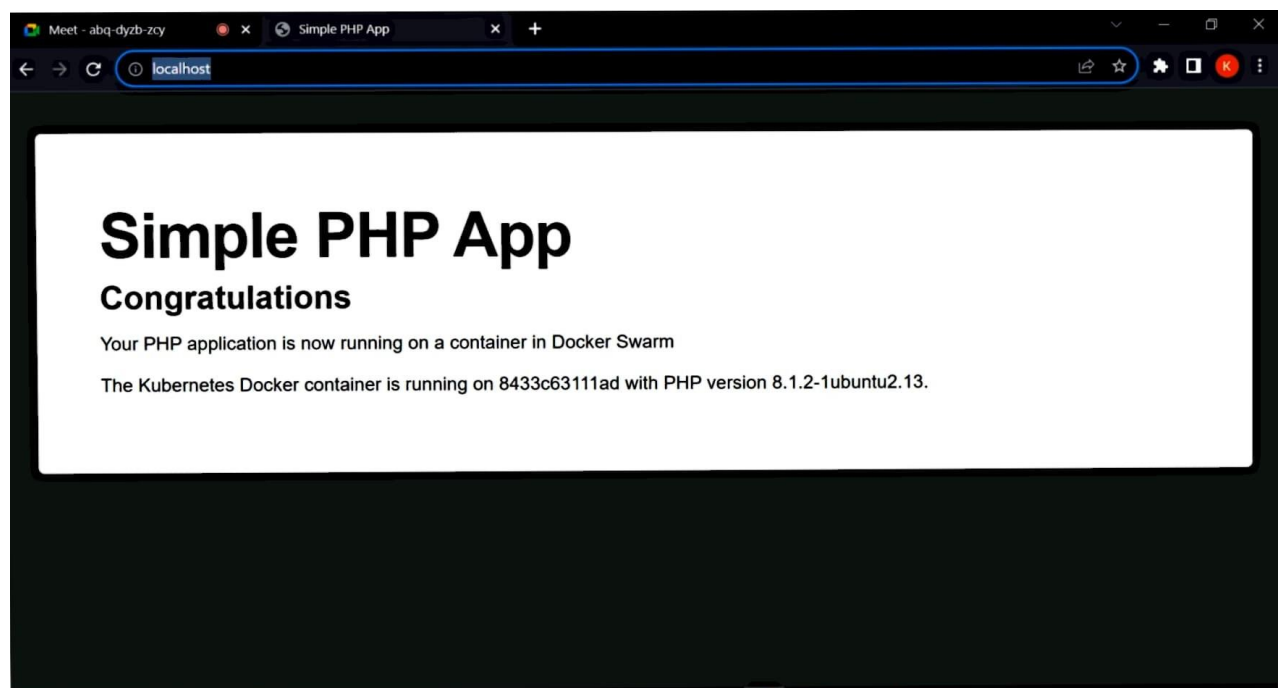 Meet - abq-dyzb-zcy
Simple PHP App
localhost
K
Simple PHP App
Congratulations
Your PHP application is now running on a container in Docker Swarm
The Kubernetes Docker container is running on 8433c63111ad with PHP version 8.1.2-1ubuntu2.13.